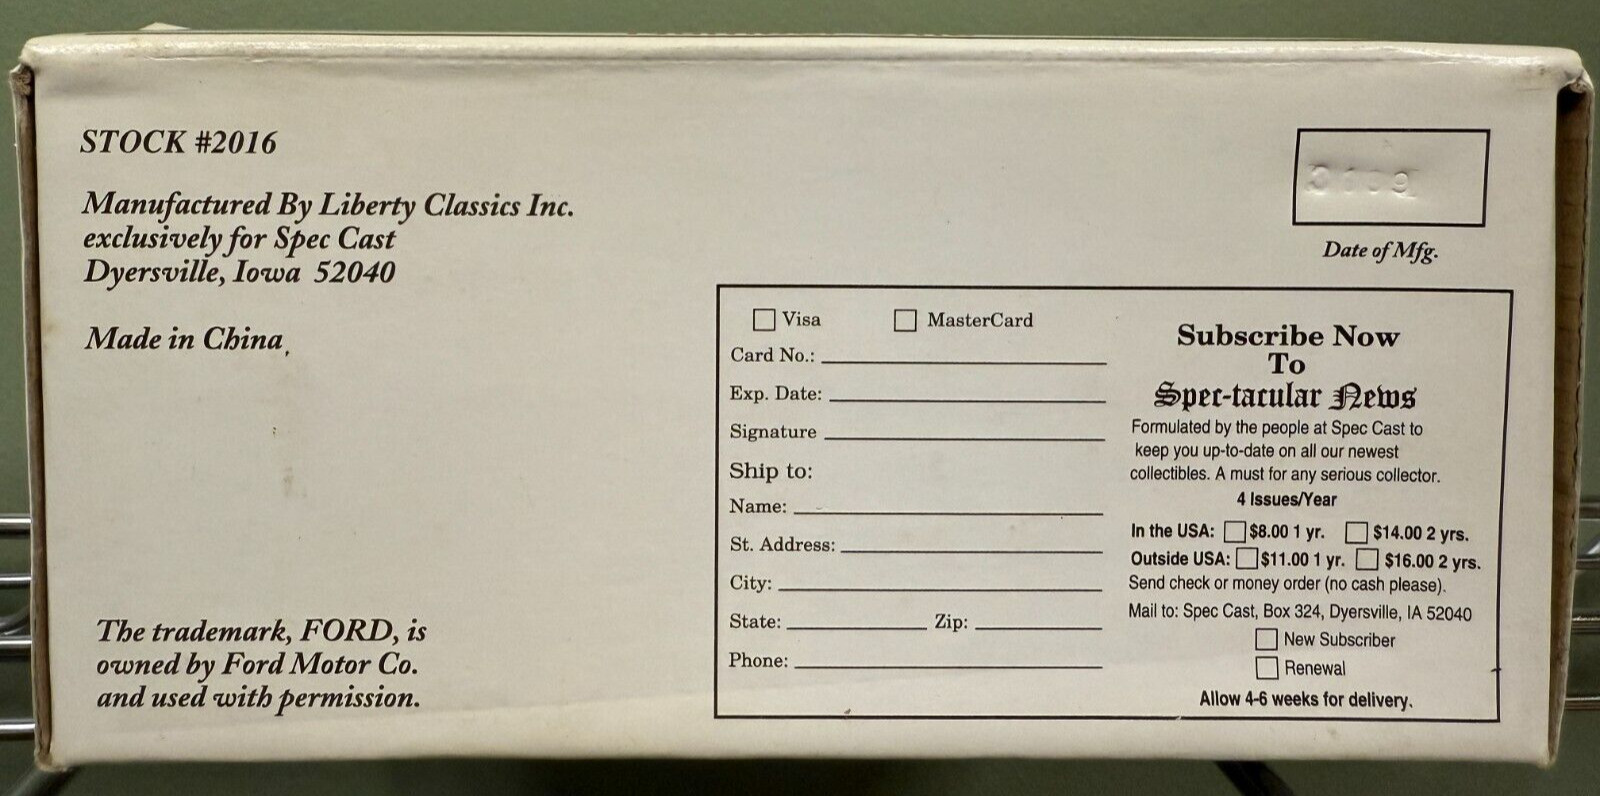 STOCK #2016
Manufactured By Liberty Classics Inc.
exclusively for Spec Cast
Dyersville, Iowa 52040
Made in China
The trademark, FORD, is
owned by Ford Motor Co.
and used with permission.
Date of Mfg.
Visa MasterCard
Card No.:
Exp. Date:
Signature
Ship to:
Name:
St. Address:
City:
State: Zip:
Phone:
Subscribe Now
To
Spec-tacular News
Formulated by the people at Spec Cast to
keep you up-to-date on all our newest
collectibles. A must for any serious collector.
4 Issues/Year
In the USA: $8.00 1 yr. $14.00 2 yrs.
Outside USA: $11.00 1 yr. $16.00 2 yrs.
Send check or money order (no cash please).
Mail to: Spec Cast, Box 324, Dyersville, IA 52040
New Subscriber
Renewal
Allow 4-6 weeks for delivery.